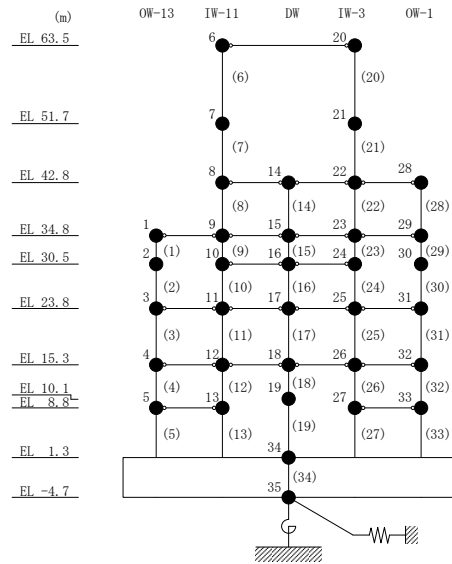 (m) OW-13 IW-11 DW IW-3 OW-1
EL 63.5 6 20
(6) (20)
EL 51.7 7 21
(7) (21)
EL 42.8 8 14 22 28
(8) (14) (22) (28)
EL 34.8 1 9 15 23 29
(1) (9) (15) (23) (29)
EL 30.5 2 10 16 24 30
(2) (10) (16) (24) (30)
EL 23.8 3 11 17 25 31
(3) (11) (17) (25) (31)
EL 15.3 4 12 18 26 32
(4) (12) (18) (26) (32)
EL 10.1 19
EL 8.8 5 13 27 33
(5) (13) (19) (27) (33)
EL 1.3 34
(34)
EL -4.7 35